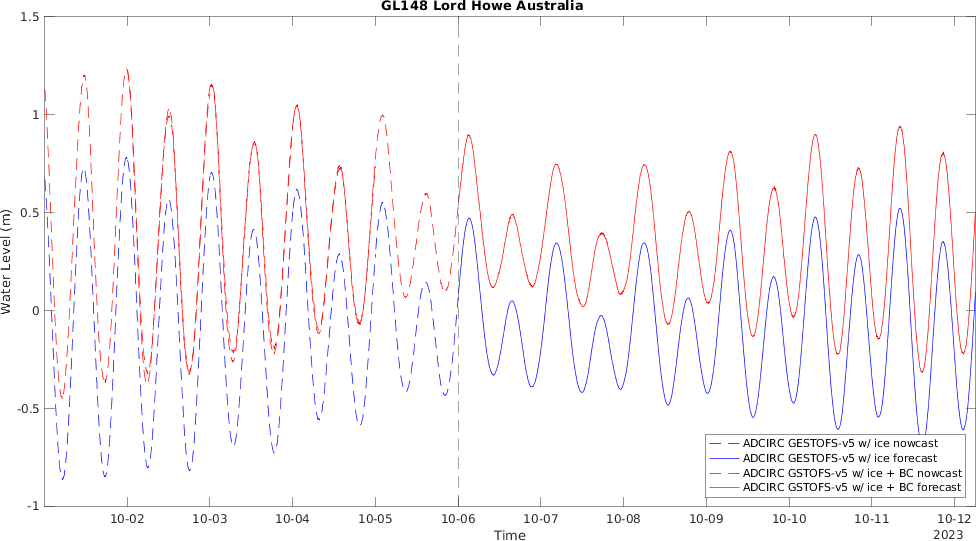 GL148 Lord Howe Australia
1.5
1
0.5
0
-0.5
-1
Water Level (m)
10-02 10-03 10-04 10-05 10-06 10-07 10-08 10-09 10-10 10-11 10-12
2023
Time
ADCIRC GESTOFS-v5 w/ ice nowcast
ADCIRC GESTOFS-v5 w/ ice forecast
ADCIRC GSTOFS-v5 w/ ice + BC nowcast
ADCIRC GSTOFS-v5 w/ ice + BC forecast